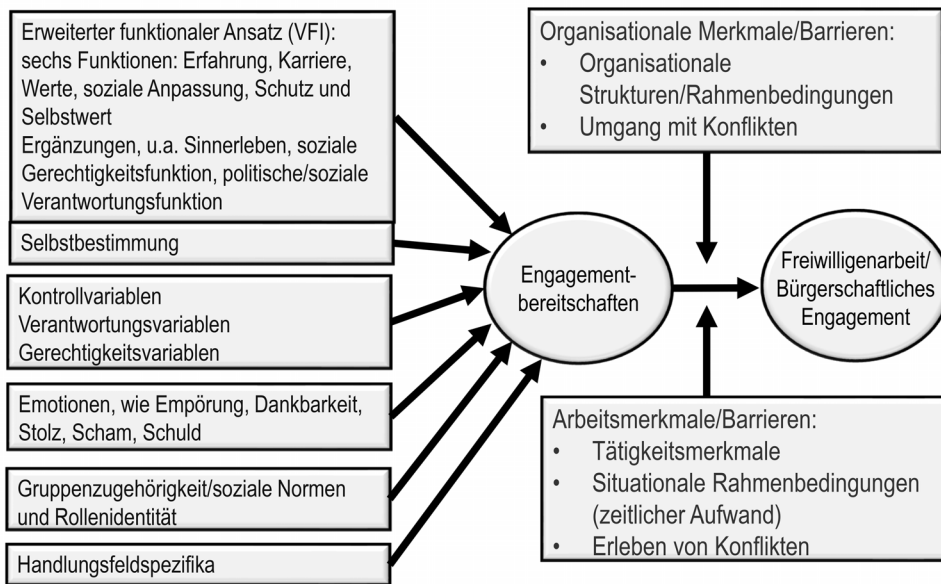 Erweiterter funktionaler Ansatz (VFI):
sechs Funktionen: Erfahrung, Karriere,
Werte, soziale Anpassung, Schutz und
Selbstwert
Ergänzungen, u.a. Sinnerleben, soziale
Gerechtigkeitsfunktion, politische/soziale
Verantwortungsfunktion
Selbstbestimmung
Kontrollvariablen
Verantwortungsvariablen
Gerechtigkeitsvariablen
Emotionen, wie Empörung, Dankbarkeit,
Stolz, Scham, Schuld
Gruppenzugehörigkeit/soziale Normen
und Rollenidentität
Handlungsfeldspezifika
Engagement-
bereitschaften
Organisationale Merkmale/Barrieren:
• Organisationale
Strukturen/Rahmenbedingungen
• Umgang mit Konflikten
Freiwilligenarbeit/
Bürgerschaftliches
Engagement
Arbeitsmerkmale/Barrieren:
• Tätigkeitsmerkmale
• Situationale Rahmenbedingungen
(zeitlicher Aufwand)
• Erleben von Konflikten